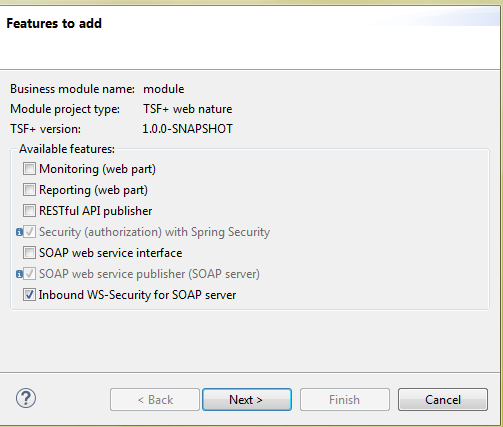 Features to add
Business module name: module
Module project type: TSF+ web nature
TSF+ version: 1.0.0-SNAPSHOT
Available features:
Monitoring (web part)
Reporting (web part)
RESTful API publisher
Security (authorization) with Spring Security
SOAP web service interface
SOAP web service publisher (SOAP server)
Inbound WS-Security for SOAP server
? < Back Next > Finish Cancel